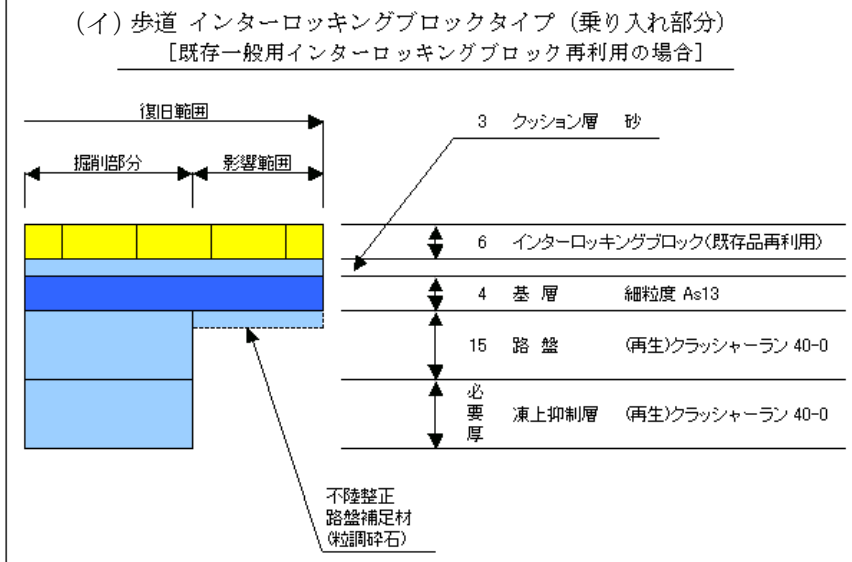 (イ) 歩道 インターロッキングブロックタイプ (乗り入れ部分)
[既存一般用インターロッキングブロック再利用の場合]
復旧範囲
3 クッション層 砂
掘削部分 影響範囲
6 インターロッキングブロック(既存品再利用)
4 基 層 細粒度 As13
15 路 盤 (再生)クラッシャーラン 40-0
必要厚 凍上抑制層 (再生)クラッシャーラン 40-0
不陸整正
路盤補足材
(粒調砕石)